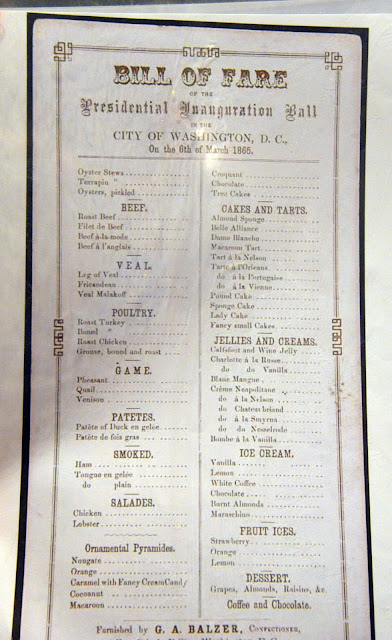 BILL OF FARE
OF THE
Presidential Inauguration Ball
IN THE
CITY OF WASHINGTON, D. C.,
On the 6th of March 1865.
Oyster Stews
Terrapin "
Oysters, pickled
BEEF.
Roast Beef
Filet de Beef
Beef à-la-mode
Beef à l'anglais
VEAL.
Leg of Veal
Fricandeau
Veal Malakoff
POULTRY.
Roast Turkey
Boned "
Roast Chicken
Grouse, boned and roast
GAME.
Pheasant
Quail
Venison
PATETES.
Patête of Duck en gelée
Patête de fois gras
SMOKED.
Ham
Tongue en gelée
do plain
SALADES.
Chicken
Lobster
Ornamental Pyramides.
Nougate
Orange
Caramel with Fancy Cream Candy
Cocoanut
Macaroon
Croquant
Chocolate
Tree Cakes
CAKES AND TARTS.
Almond Sponge
Belle Alliance
Dame Blanche
Macaroon Tart
Tart à la Nelson
Tarte à l'Orleans
do à la Portugaise
do à la Vienne
Pound Cake
Sponge Cake
Lady Cake
Fancy small Cakes
JELLIES AND CREAMS.
Calfsfoot and Wine Jelly
Charlotte à la Russe
do do Vanilla
Blanc Mangue
Crême Neapolitane
do à la Nelson
do Chateaubriand
do à la Smyrna
do do Nesselrode
Bombe à la Vanilla
ICE CREAM.
Vanilla
Lemon
White Coffee
Chocolate
Burnt Almonds
Maraschino
FRUIT ICES.
Strawberry
Orange
Lemon
DESSERT.
Grapes, Almonds, Raisins, &c.
Coffee and Chocolate.
Furnished by G. A. BALZER, CONFECTIONER,